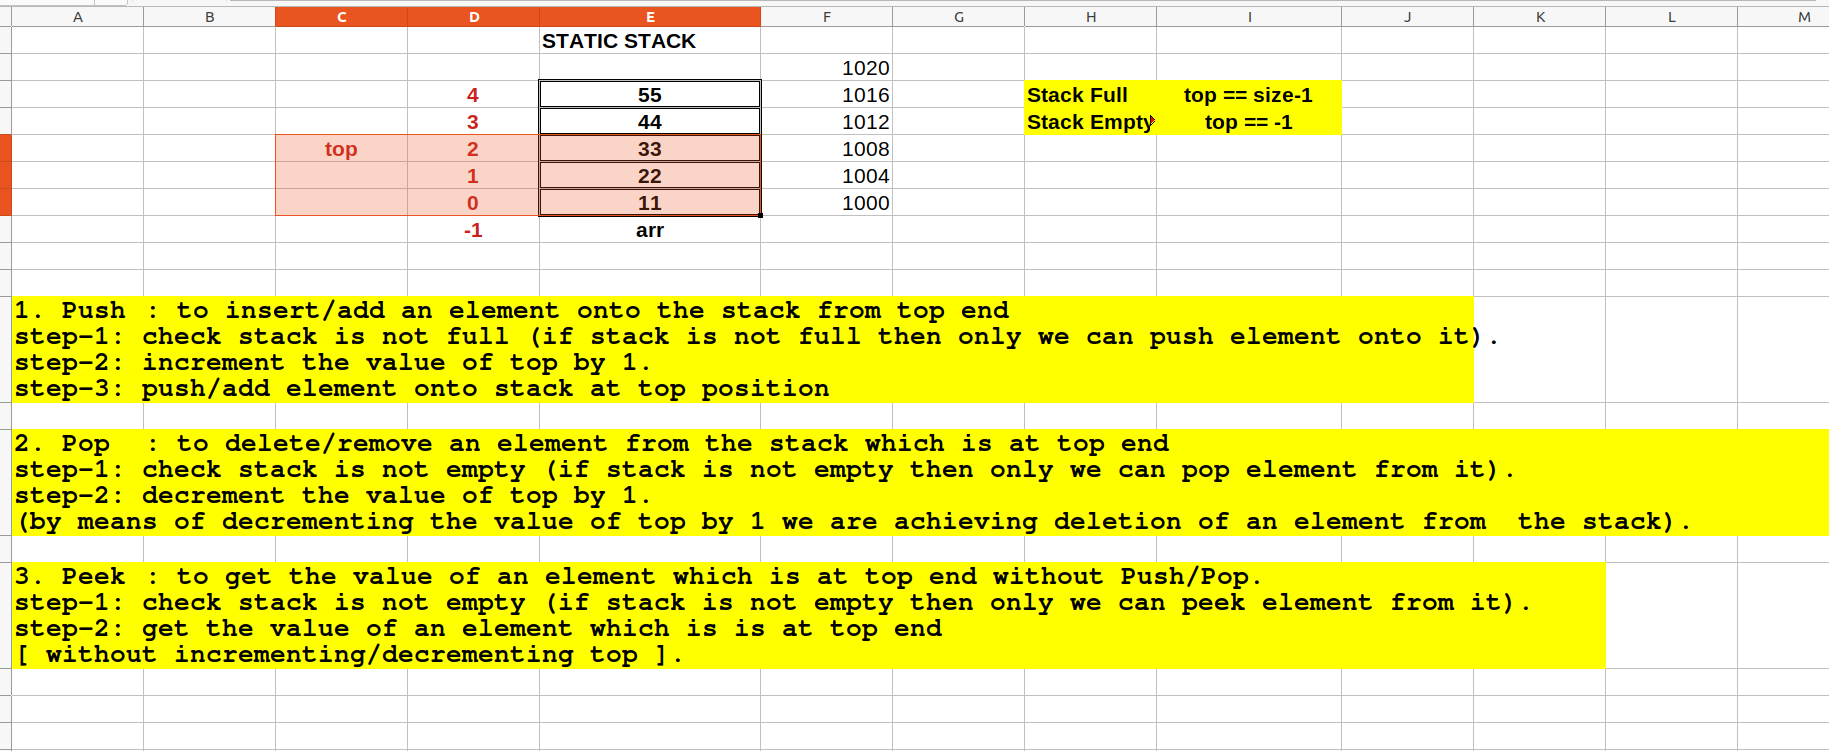 A B C D E F G H I J K L M
STATIC STACK
1020
4 55 1016 Stack Full top == size-1
3 44 1012 Stack Empty top == -1
top 2 33 1008
1 22 1004
0 11 1000
-1 arr
1. Push : to insert/add an element onto the stack from top end
step-1: check stack is not full (if stack is not full then only we can push element onto it).
step-2: increment the value of top by 1.
step-3: push/add element onto stack at top position
2. Pop  : to delete/remove an element from the stack which is at top end
step-1: check stack is not empty (if stack is not empty then only we can pop element from it).
step-2: decrement the value of top by 1.
(by means of decrementing the value of top by 1 we are achieving deletion of an element from  the stack).
3. Peek : to get the value of an element which is at top end without Push/Pop.
step-1: check stack is not empty (if stack is not empty then only we can peek element from it).
step-2: get the value of an element which is is at top end
[ without incrementing/decrementing top ].